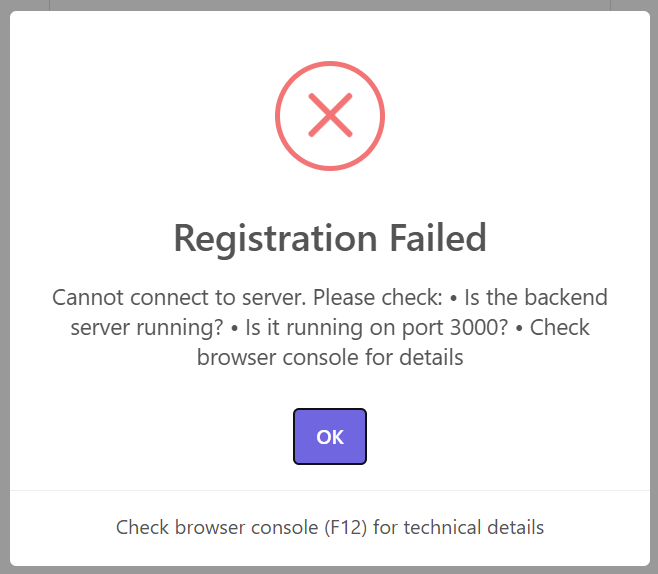 Registration Failed
Cannot connect to server. Please check: • Is the backend
server running? • Is it running on port 3000? • Check
browser console for details
OK
Check browser console (F12) for technical details